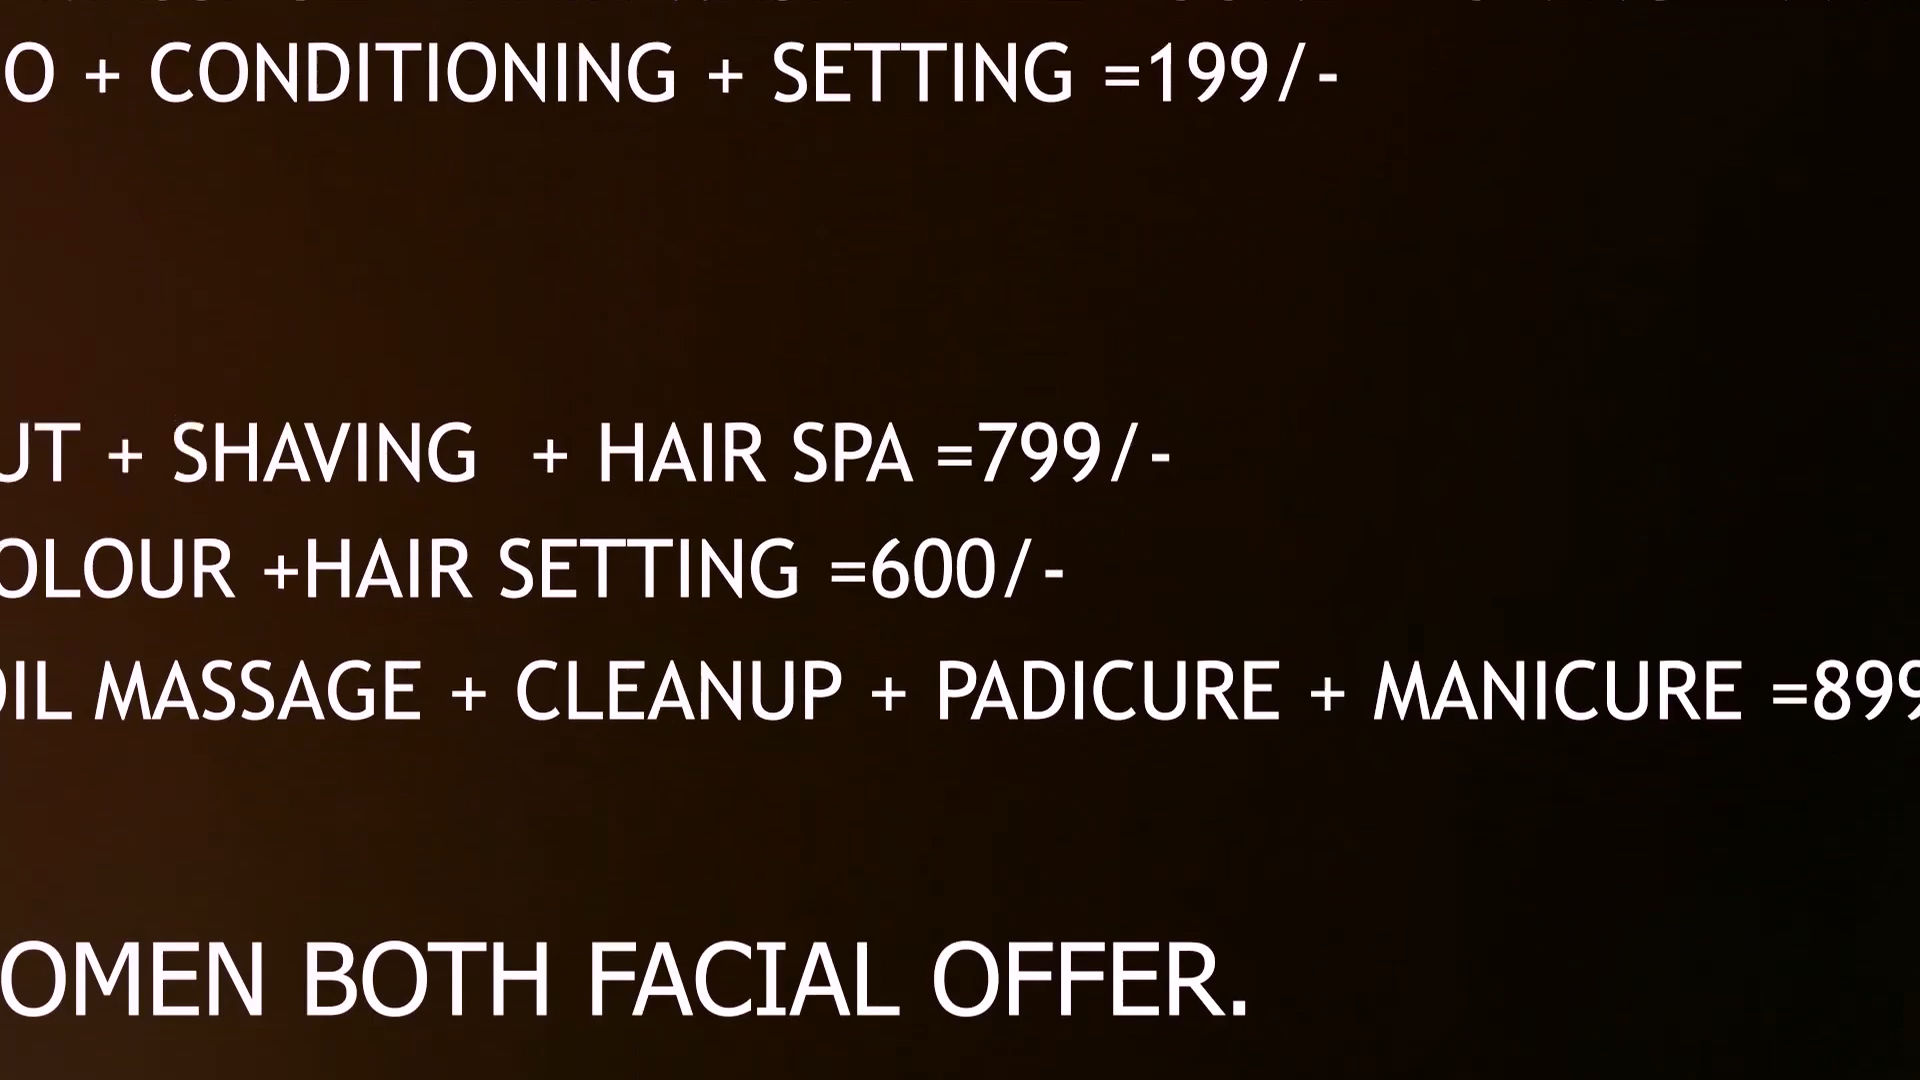 O + CONDITIONING + SETTING =199/-
UT + SHAVING + HAIR SPA =799/-
OLOUR +HAIR SETTING =600/-
OIL MASSAGE + CLEANUP + PADICURE + MANICURE =899
OMEN BOTH FACIAL OFFER.